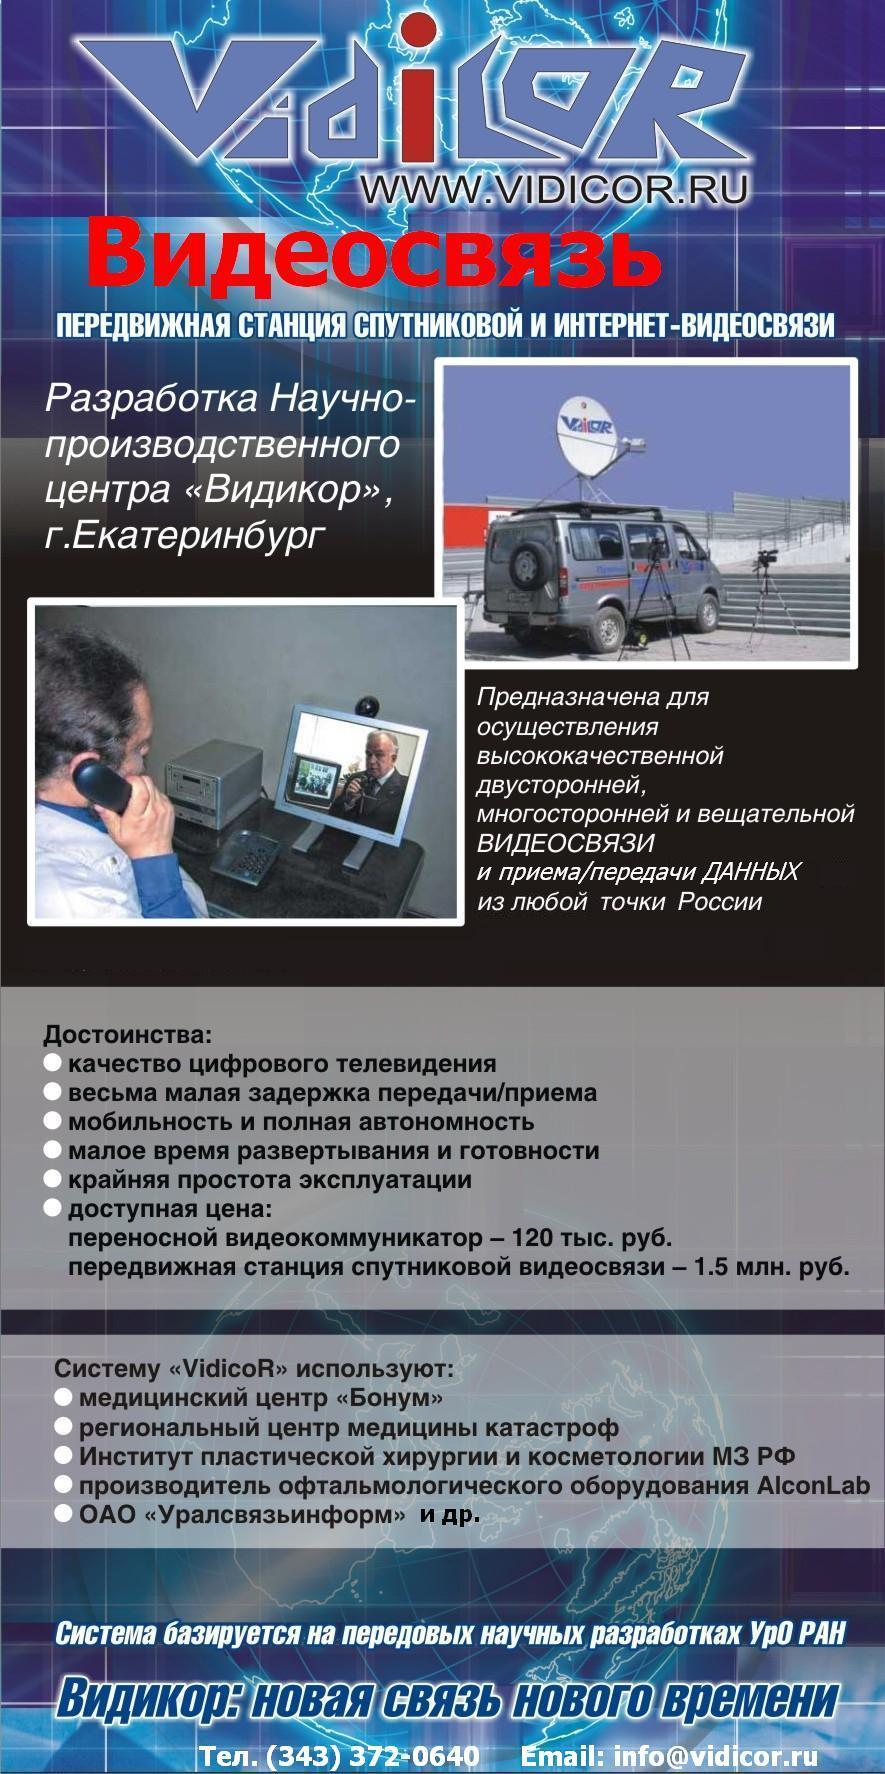 VidicoR
WWW.VIDICOR.RU
Видеосвязь
ПЕРЕДВИЖНАЯ СТАНЦИЯ СПУТНИКОВОЙ И ИНТЕРНЕТ-ВИДЕОСВЯЗИ
Разработка Научно-
производственного
центра «Видикор»,
г.Екатеринбург
VidicoR
Предназначена для
осуществления
высококачественной
двусторонней,
многосторонней и вещательной
ВИДЕОСВЯЗИ
и приема/передачи ДАННЫХ
из любой точки России
Достоинства:
качество цифрового телевидения
весьма малая задержка передачи/приема
мобильность и полная автономность
малое время развертывания и готовности
крайняя простота эксплуатации
доступная цена:
переносной видеокоммуникатор – 120 тыс. руб.
передвижная станция спутниковой видеосвязи – 1.5 млн. руб.
Систему «VidicoR» используют:
медицинский центр «Бонум»
региональный центр медицины катастроф
Институт пластической хирургии и косметологии МЗ РФ
производитель офтальмологического оборудования AlconLab
ОАО «Уралсвязьинформ» и др.
Система базируется на передовых научных разработках УрО РАН
Видикор: новая связь нового времени
Тел. (343) 372-0640 Email: info@vidicor.ru